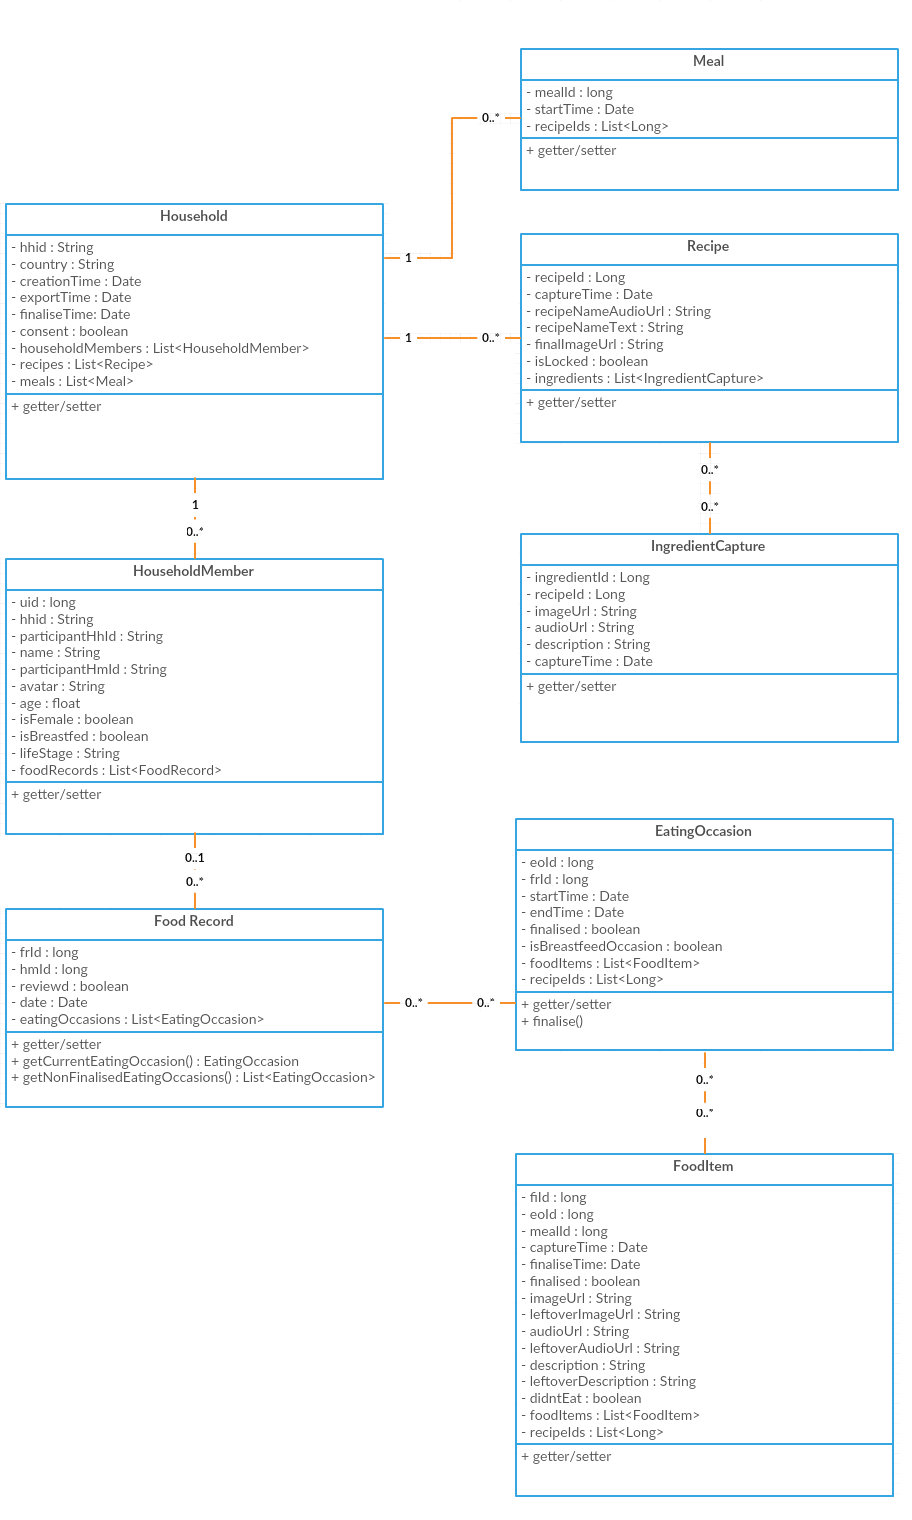 Meal
- mealId : long
- startTime : Date
- recipeIds : List<Long>
+ getter/setter
0..*
1
Household
- hhid : String
- country : String
- creationTime : Date
- exportTime : Date
- finaliseTime: Date
- consent : boolean
- householdMembers : List<HouseholdMember>
- recipes : List<Recipe>
- meals : List<Meal>
+ getter/setter
1
0..*
Recipe
- recipeId : Long
- captureTime : Date
- recipeNameAudioUrl : String
- recipeNameText : String
- finalImageUrl : String
- isLocked : boolean
- ingredients : List<IngredientCapture>
+ getter/setter
0..*
0..*
1
0..*
IngredientCapture
- ingredientId : Long
- recipeId : Long
- imageUrl : String
- audioUrl : String
- description : String
- captureTime : Date
+ getter/setter
HouseholdMember
- uid : long
- hhid : String
- participantHhId : String
- name : String
- participantHmId : String
- avatar : String
- age : float
- isFemale : boolean
- isBreastfed : boolean
- lifeStage : String
- foodRecords : List<FoodRecord>
+ getter/setter
0..1
0..*
Food Record
- frId : long
- hmId : long
- reviewd : boolean
- date : Date
- eatingOccasions : List<EatingOccasion>
+ getter/setter
+ getCurrentEatingOccasion() : EatingOccasion
+ getNonFinalisedEatingOccasions() : List<EatingOccasion>
0..*
0..*
EatingOccasion
- eoId : long
- frId : long
- startTime : Date
- endTime : Date
- finalised : boolean
- isBreastfeedOccasion : boolean
- foodItems : List<FoodItem>
- recipeIds : List<Long>
+ getter/setter
+ finalise()
0..*
0..*
FoodItem
- fiId : long
- eoId : long
- mealId : long
- captureTime : Date
- finaliseTime: Date
- finalised : boolean
- imageUrl : String
- leftoverImageUrl : String
- audioUrl : String
- leftoverAudioUrl : String
- description : String
- leftoverDescription : String
- didntEat : boolean
- foodItems : List<FoodItem>
- recipeIds : List<Long>
+ getter/setter